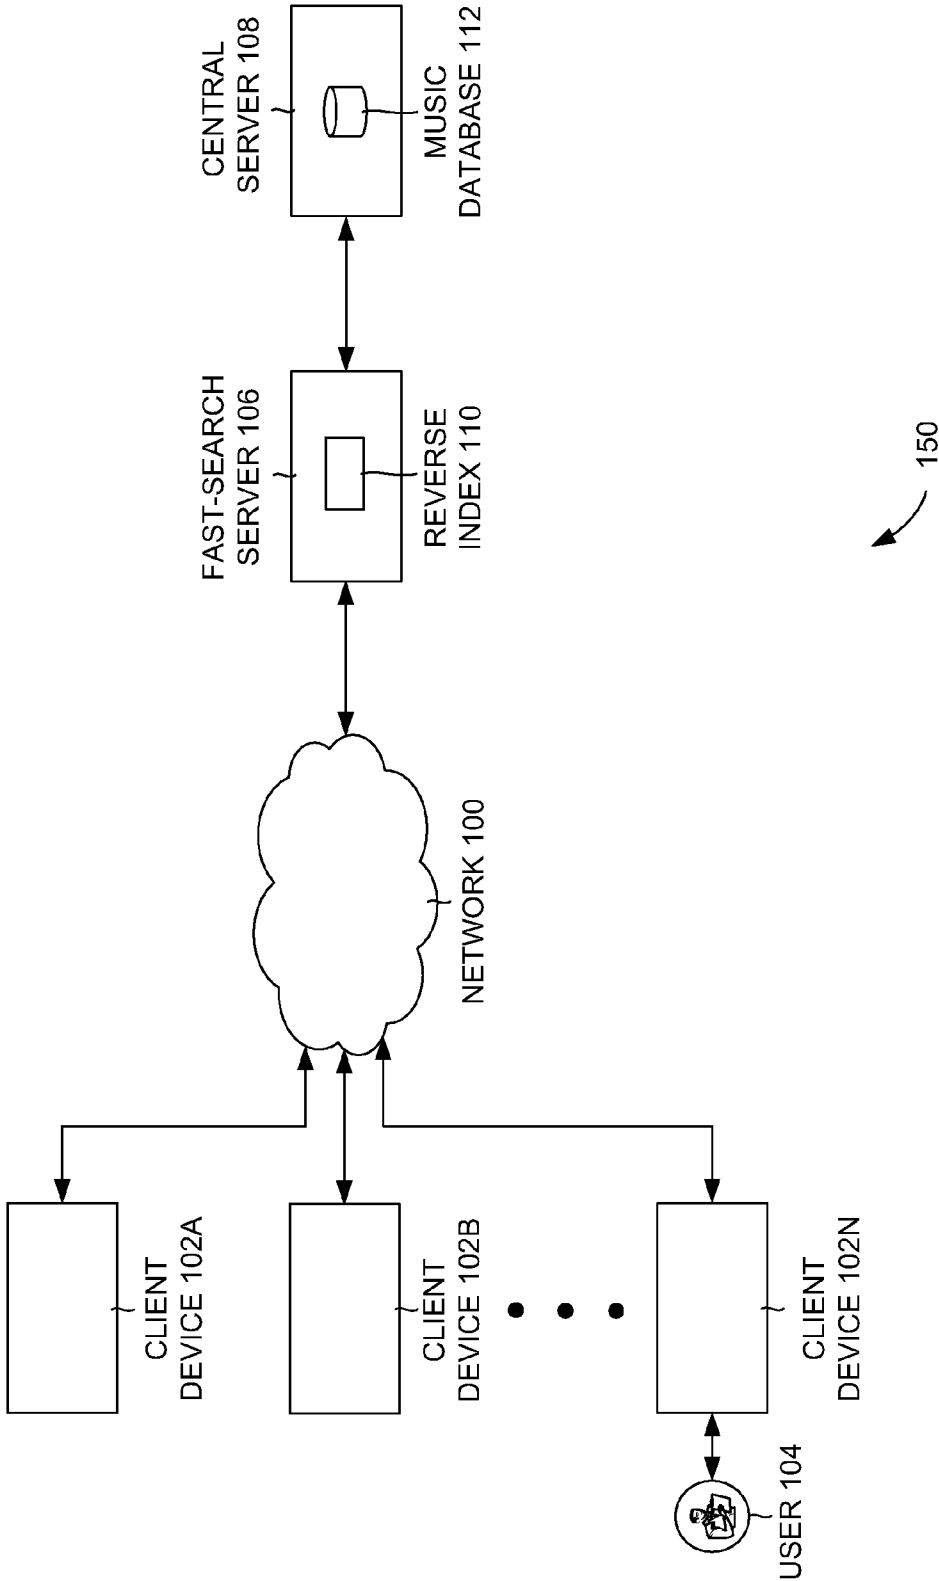 CLIENT
DEVICE 102A
CLIENT
DEVICE 102B
CLIENT
DEVICE 102N
USER 104
NETWORK 100
FAST-SEARCH
SERVER 106
REVERSE
INDEX 110
CENTRAL
SERVER 108
MUSIC
DATABASE 112
150